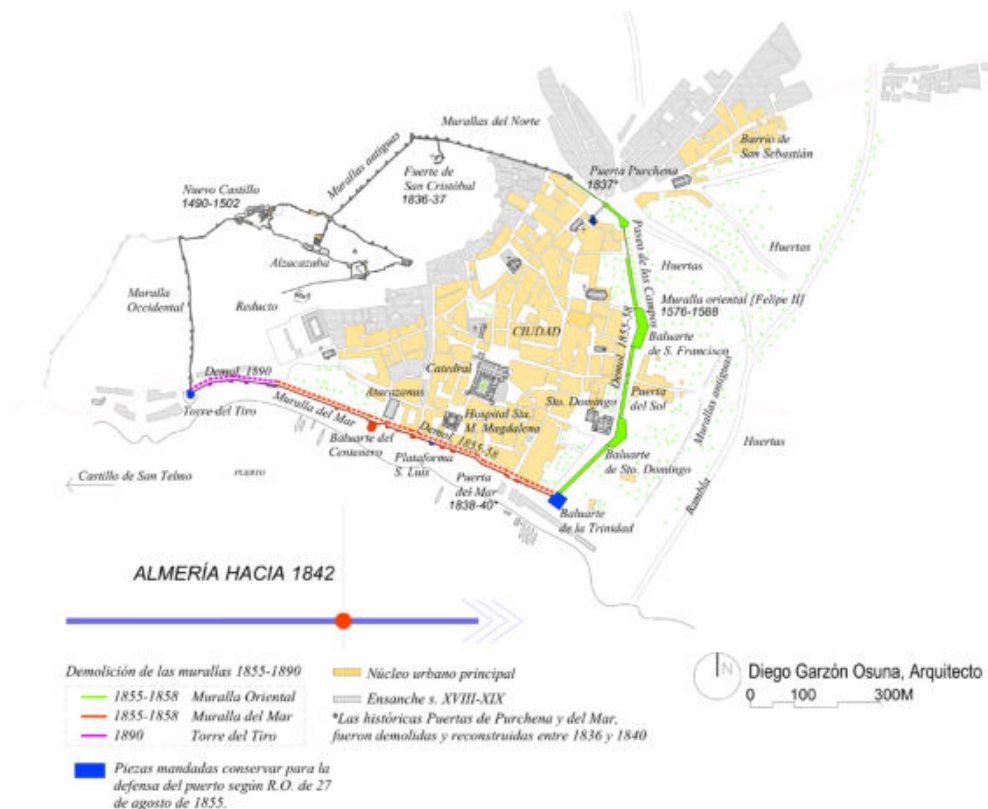 Murallas del Norte
Murallas antiguas
Fuerte de
San Cristóbal
1836-37
Barrio de
San Sebastián
Puerta Purchena
1837*
Nuevo Castillo
1490-1502
Alzacazaba
Paseo de los Campos
Huertas
Huertas
Muralla
Occidental
Reducto
Muralla oriental [Felipe II]
1576-1588
CIUDAD
Demol. 1855-58
Baluarte
de S. Francisco
Demol. 1890
Catedral
Atarazanas
Sto. Domingo
Puerta
del Sol
Murallas antiguas
Torre del Tiro
Muralla del Mar
Hospital Sta.
M. Magdalena
Demol. 1855-58
Huertas
Baluarte del
Centenero
Plataforma
S. Luis
Baluarte
de Sto. Domingo
Castillo de San Telmo
PUERTO
Puerta
del Mar
1838-40*
Rambla
Baluarte
de la Trinidad
ALMERÍA HACIA 1842
Demolición de las murallas 1855-1890
1855-1858 Muralla Oriental
1855-1858 Muralla del Mar
1890 Torre del Tiro
Piezas mandadas conservar para la
defensa del puerto según R.O. de 27
de agosto de 1855.
Núcleo urbano principal
Ensanche s. XVIII-XIX
*Las históricas Puertas de Purchena y del Mar,
fueron demolidas y reconstruidas entre 1836 y 1840
N
Diego Garzón Osuna, Arquitecto
0 100 300M